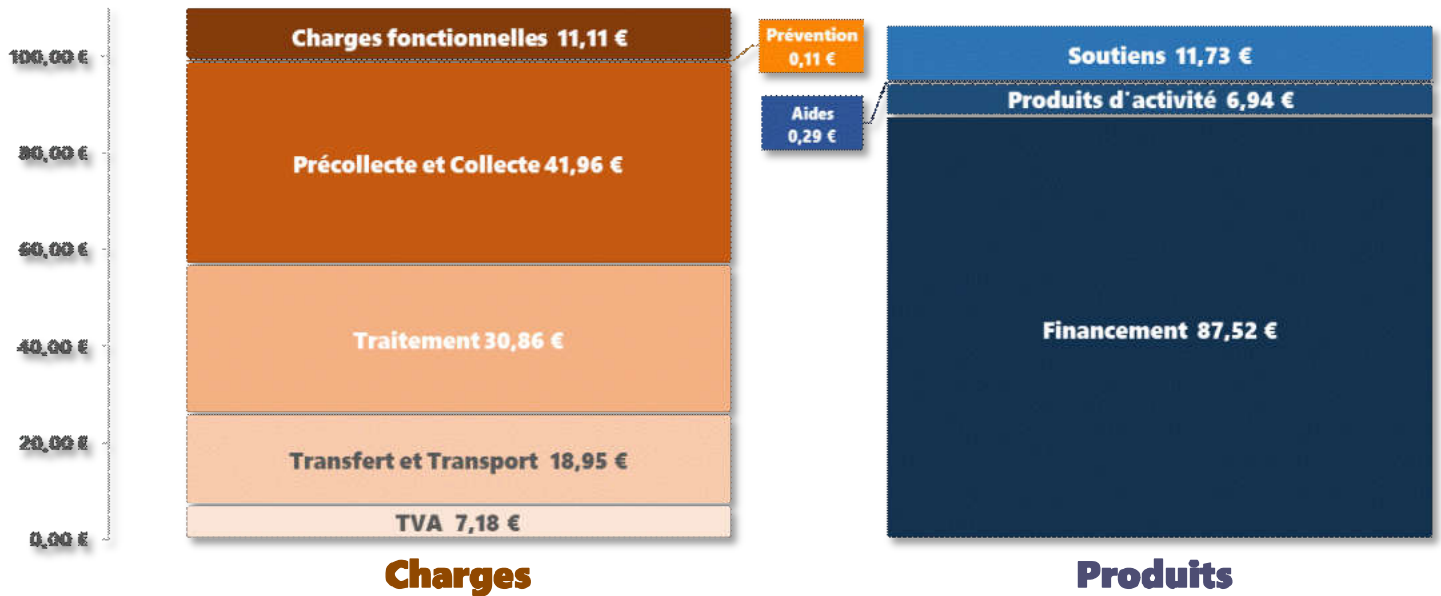 100,00 €
80,00 €
60,00 €
40,00 €
20,00 €
0,00 €
Charges fonctionnelles 11,11 €
Prévention
0,11 €
Précollecte et Collecte 41,96 €
Traitement 30,86 €
Transfert et Transport 18,95 €
TVA 7,18 €
Charges
Aides
0,29 €
Soutiens 11,73 €
Produits d'activité 6,94 €
Financement 87,52 €
Produits